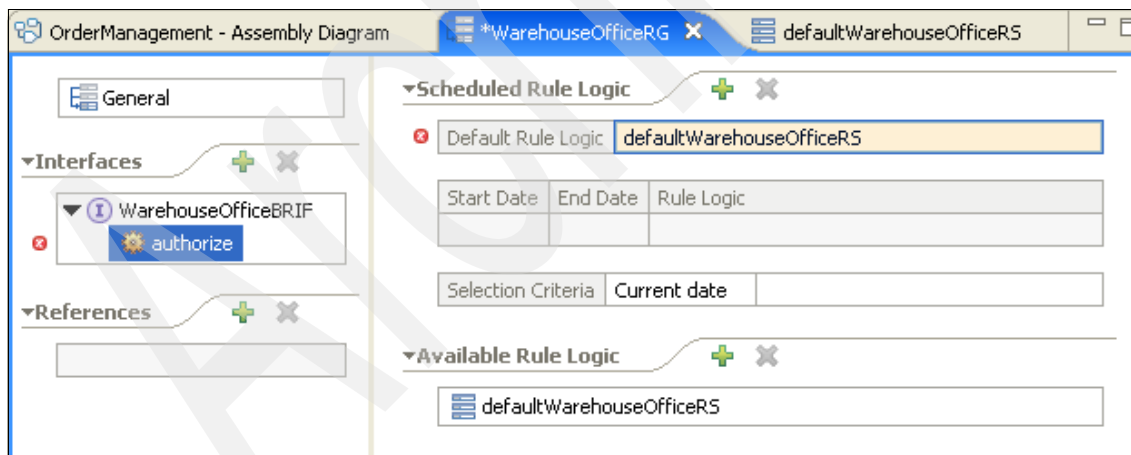 OrderManagement - Assembly Diagram
*WarehouseOfficeRG
defaultWarehouseOfficeRS
General
Interfaces
WarehouseOfficeBRIF
authorize
References
Scheduled Rule Logic
Default Rule Logic defaultWarehouseOfficeRS
Start Date End Date Rule Logic
Selection Criteria Current date
Available Rule Logic
defaultWarehouseOfficeRS